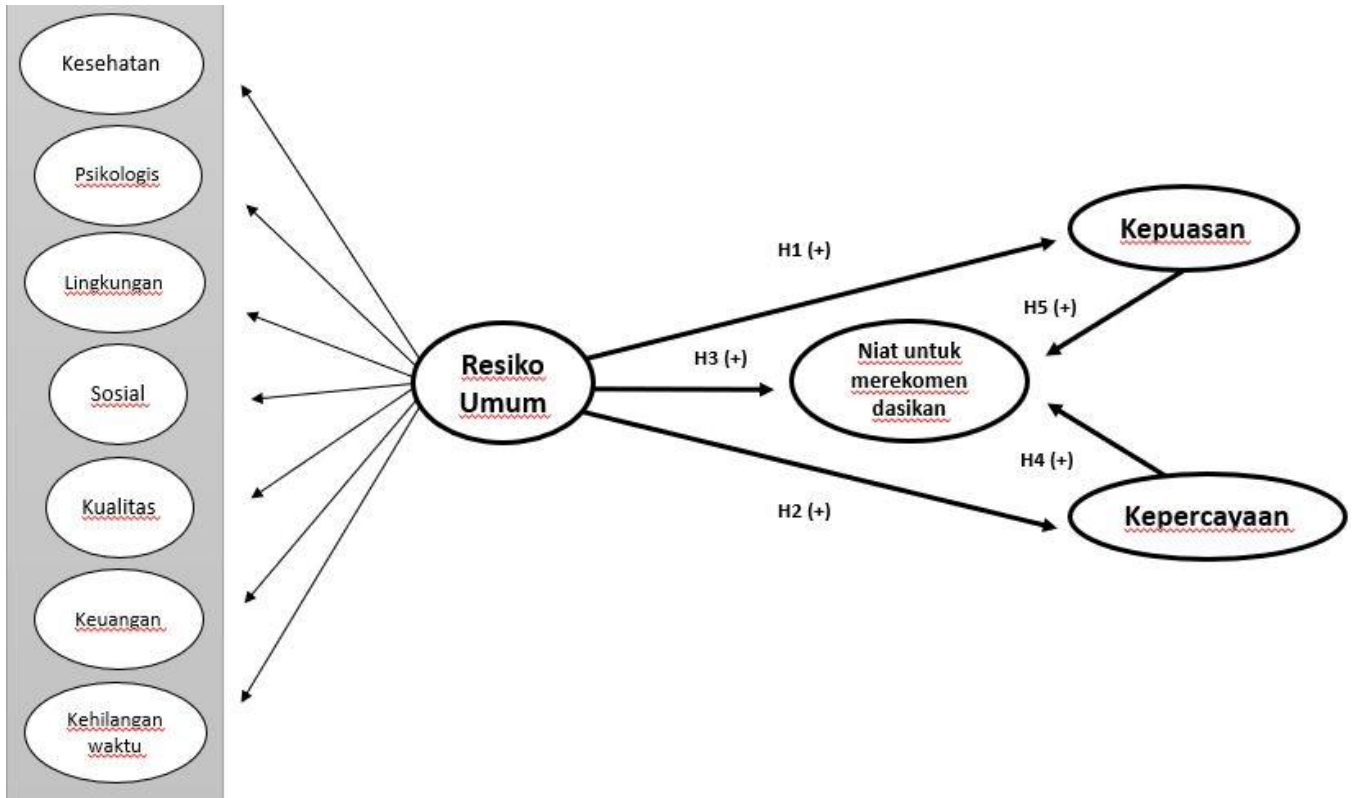 Kesehatan
Psikologis
Lingkungan
Sosial
Kualitas
Keuangan
Kehilangan
waktu
Resiko
Umum
H1 (+)
H3 (+)
H2 (+)
Niat untuk
merekomen
dasikan
Kepuasan
H5 (+)
H4 (+)
Kepercayaan